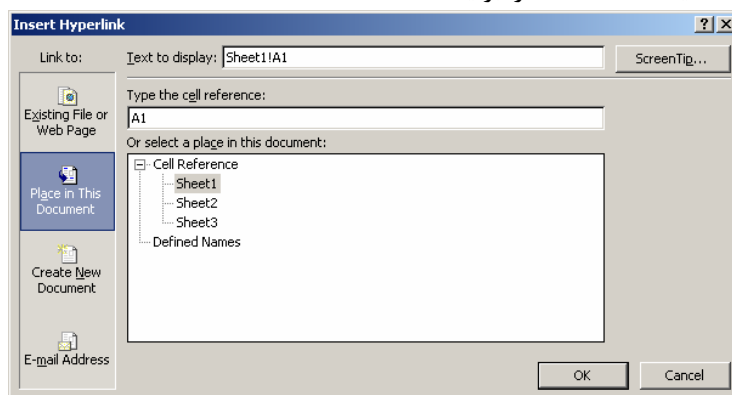 Insert Hyperlink
Link to:
Text to display: Sheet1!A1
ScreenTip...
Existing File or
Web Page
Type the cell reference:
A1
Or select a place in this document:
Place in This
Document
Cell Reference
Sheet1
Sheet2
Sheet3
Defined Names
Create New
Document
E-mail Address
OK
Cancel